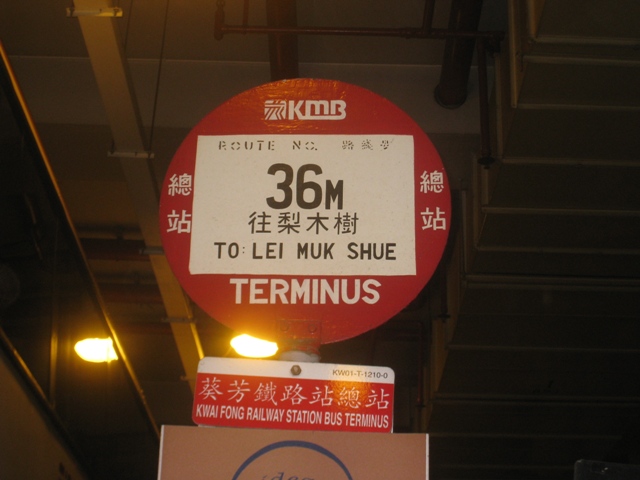 KMB
ROUTE NO. 路綫號
36M
往梨木樹
TO: LEI MUK SHUE
總站
總站
TERMINUS
KW01-T-1210-0
葵芳鐵路站總站
KWAI FONG RAILWAY STATION BUS TERMINUS